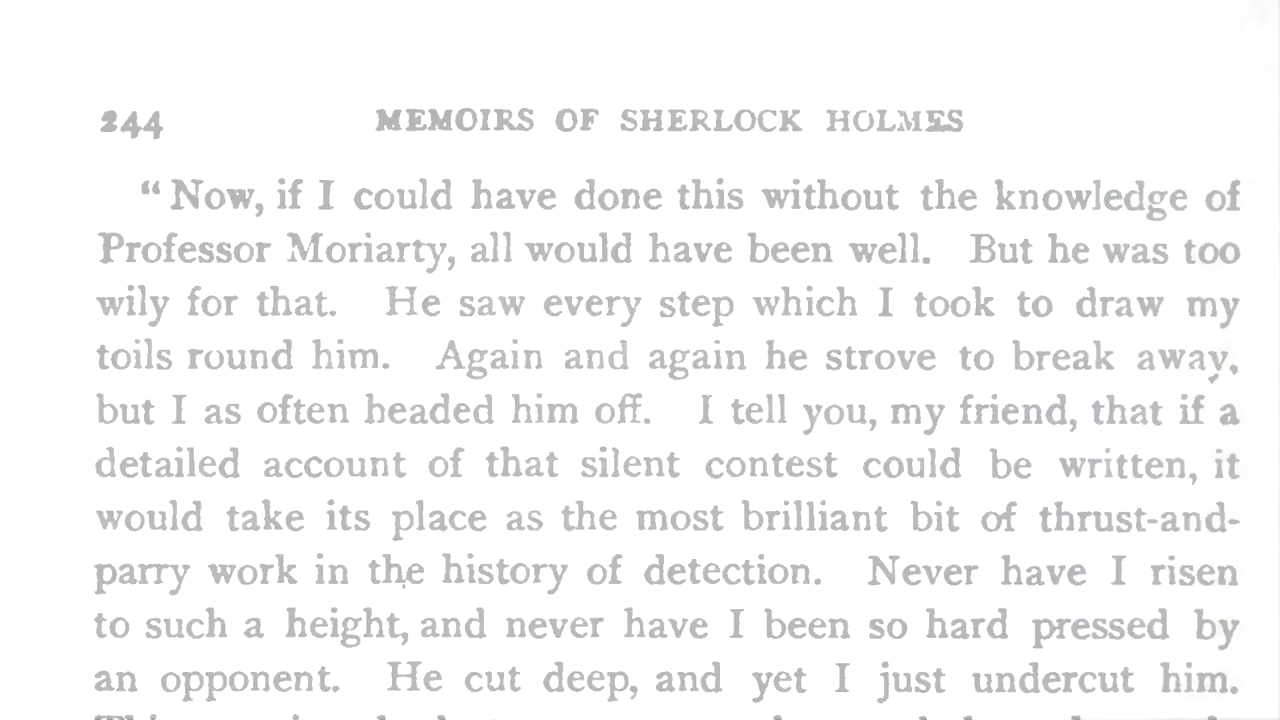 244 MEMOIRS OF SHERLOCK HOLMES
“Now, if I could have done this without the knowledge of
Professor Moriarty, all would have been well. But he was too
wily for that. He saw every step which I took to draw my
toils round him. Again and again he strove to break away,
but I as often headed him off. I tell you, my friend, that if a
detailed account of that silent contest could be written, it
would take its place as the most brilliant bit of thrust-and-
parry work in the history of detection. Never have I risen
to such a height, and never have I been so hard pressed by
an opponent. He cut deep, and yet I just undercut him.